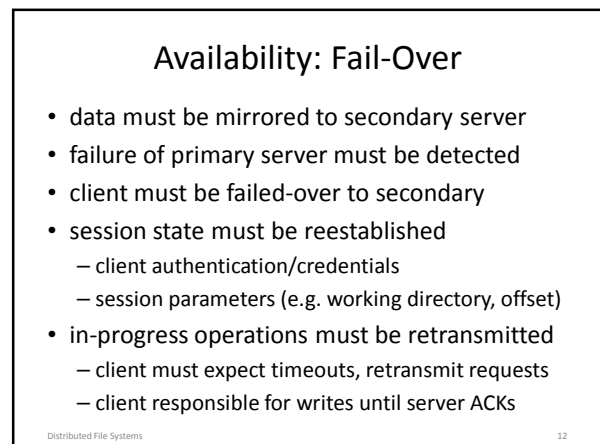 Availability: Fail-Over
• data must be mirrored to secondary server
• failure of primary server must be detected
• client must be failed-over to secondary
• session state must be reestablished
– client authentication/credentials
– session parameters (e.g. working directory, offset)
• in-progress operations must be retransmitted
– client must expect timeouts, retransmit requests
– client responsible for writes until server ACKs
Distributed File Systems 12